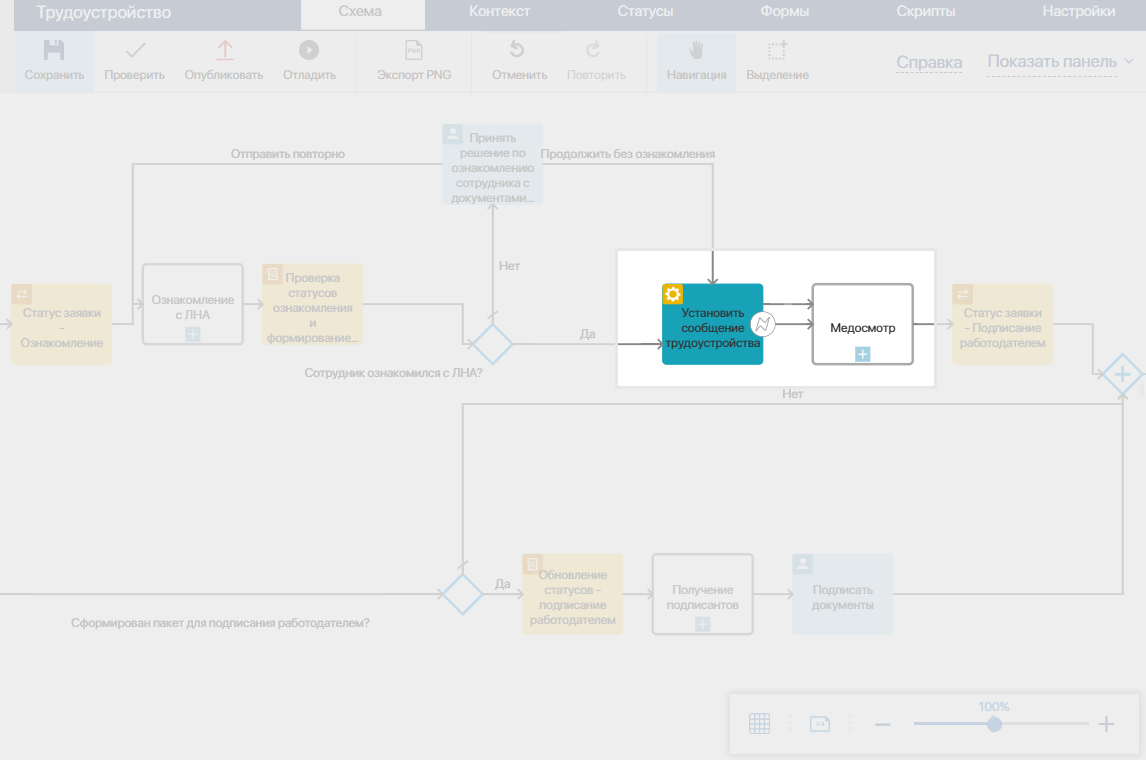 Трудоустройство
Схема
Контекст
Статусы
Формы
Скрипты
Настройки
Сохранить
Проверить
Опубликовать
Отладить
PNG
Экспорт PNG
Отменить
Повторить
Навигация
Выделение
Справка
Показать панель
Отправить повторно
Принять
решение по
ознакомлению
сотрудника с
документами...
Продолжить без ознакомления
Нет
Статус заявки
-
Ознакомление
Ознакомление
с ЛНА
Проверка
статусов
ознакомления
и
формирование...
Сотрудник ознакомился с ЛНА?
Да
Установить
сообщение
трудоустройства
Медосмотр
Статус заявки
- Подписание
работодателем
Нет
Сформирован пакет для подписания работодателем?
Да
Обновление
статусов -
подписание
работодателем
Получение
подписантов
Подписать
документы
100%
A4